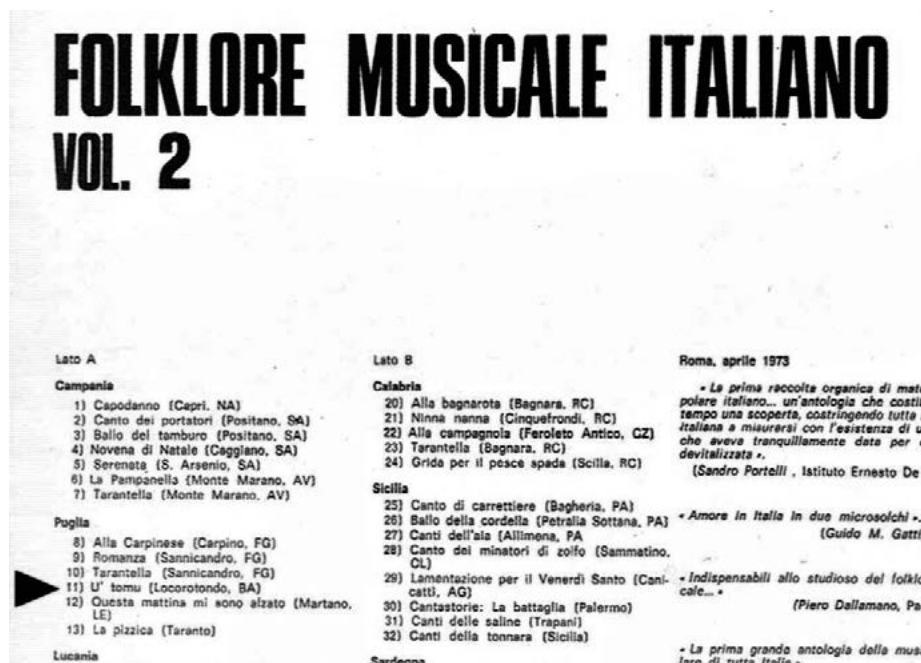 FOLKLORE MUSICALE ITALIANO
VOL. 2
Lato A
Campania
1) Capodanno (Capri, NA)
2) Canto dei portatori (Positano, SA)
3) Ballo del tamburo (Positano, SA)
4) Novena di Natale (Caggiano, SA)
5) Serenata (S. Arsenio, SA)
6) La Pampanella (Monte Marano, AV)
7) Tarantella (Monte Marano, AV)
Puglia
8) Alla Carpinese (Carpino, FG)
9) Romanza (Sannicandro, FG)
10) Tarantella (Sannicandro, FG)
11) U' tomu (Locorotondo, BA)
12) Questa mattina mi sono alzato (Martano,
LE)
13) La pizzica (Taranto)
Lucania
Lato B
Calabria
20) Alla bagnarota (Bagnara, RC)
21) Ninna nanna (Cinquefrondi, RC)
22) Alla campagnola (Feroleto Antico, CZ)
23) Tarantella (Bagnara, RC)
24) Grida per il pesce spada (Scilla, RC)
Sicilia
25) Canto di carrettiere (Bagheria, PA)
26) Ballo della cordella (Petralia Sottana, PA)
27) Canti dell'aia (Allimena, PA
28) Canto dei minatori di zolfo (Sammatino,
CL)
29) Lamentazione per il Venerdì Santo (Cani-
catti, AG)
30) Cantastorie: La battaglia (Palermo)
31) Canti delle saline (Trapani)
32) Canti della tonnara (Sicilia)
Sardegna
Roma, aprile 1973
« La prima raccolta organica di mat
polare italiano... un'antologia che costi
tempo una scoperta, costringendo tutta
italiana a misurarsi con l'esistenza di u
che aveva tranquillamente data per
devitalizzata ».
(Sandro Portelli , Istituto Ernesto De
« Amore in Italia in due microsolchi ».
(Guido M. Gatti
« Indispensabili allo studioso del folklo
cale... »
(Piero Dallamano, Pa
« La prima grande antologia della mus
lare di tutta Italia »